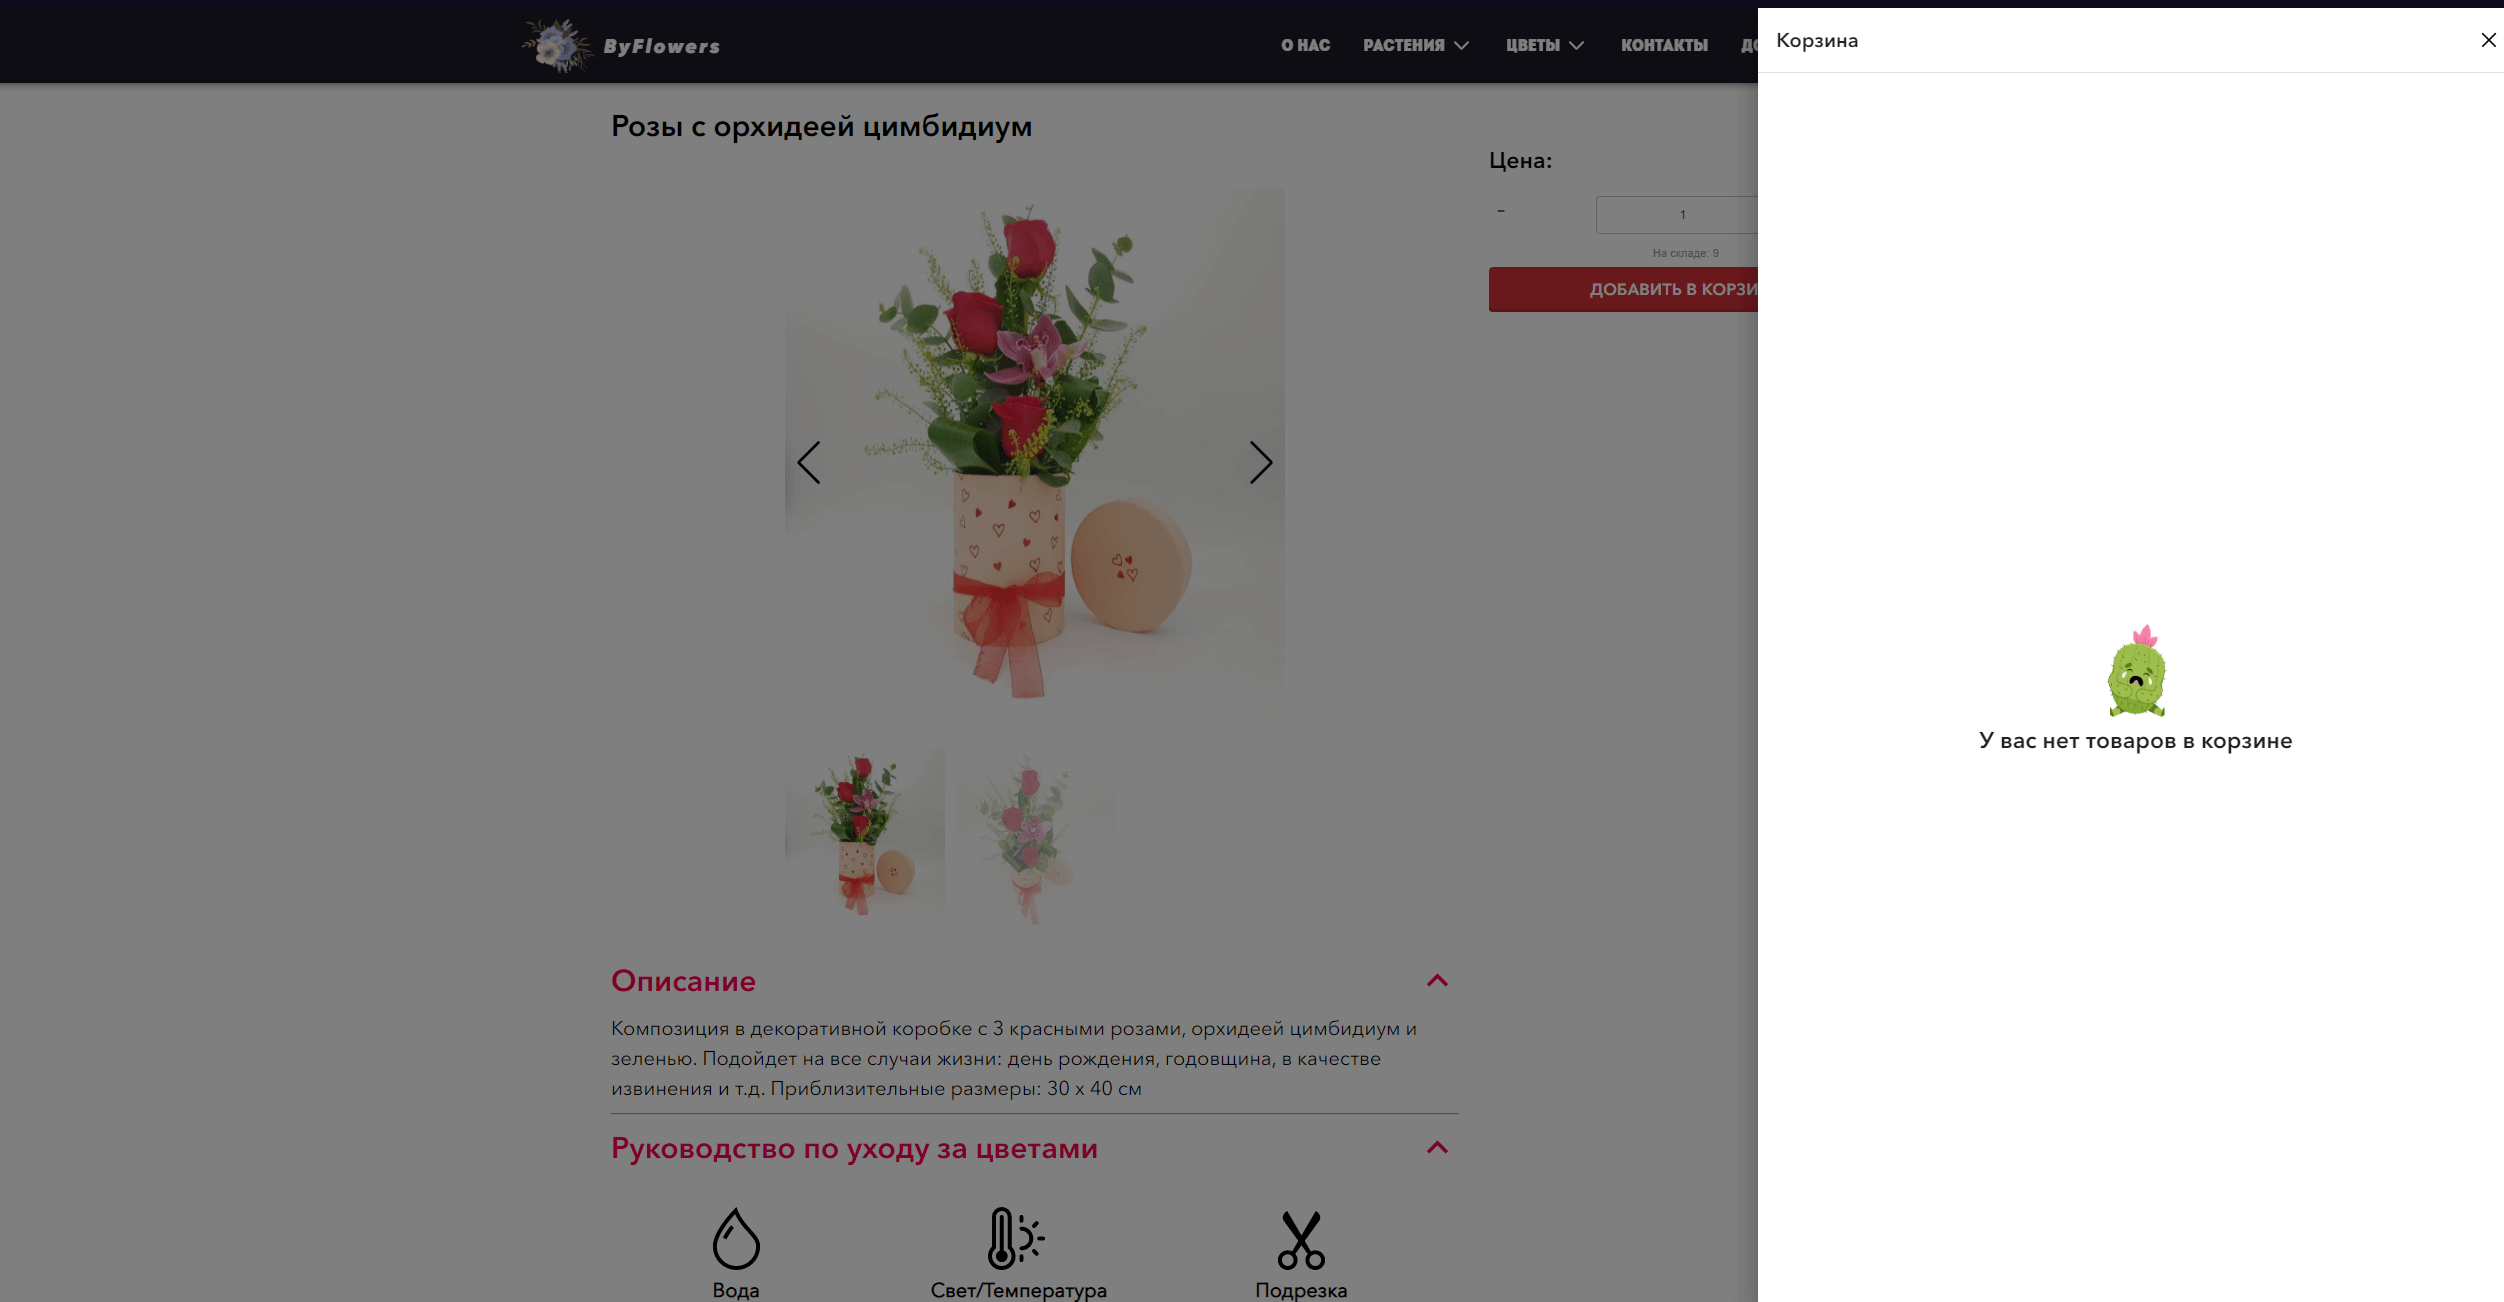 ByFlowers
О НАС
РАСТЕНИЯ
ЦВЕТЫ
КОНТАКТЫ
Корзина
Розы с орхидеей цимбидиум
Цена:
-
1
На складе: 9
ДОБАВИТЬ В КОРЗИ
У вас нет товаров в корзине
Описание
Композиция в декоративной коробке с 3 красными розами, орхидеей цимбидиум и
зеленью. Подойдет на все случаи жизни: день рождения, годовщина, в качестве
извинения и т.д. Приблизительные размеры: 30 x 40 см
Руководство по уходу за цветами
Вода
Свет/Температура
Подрезка